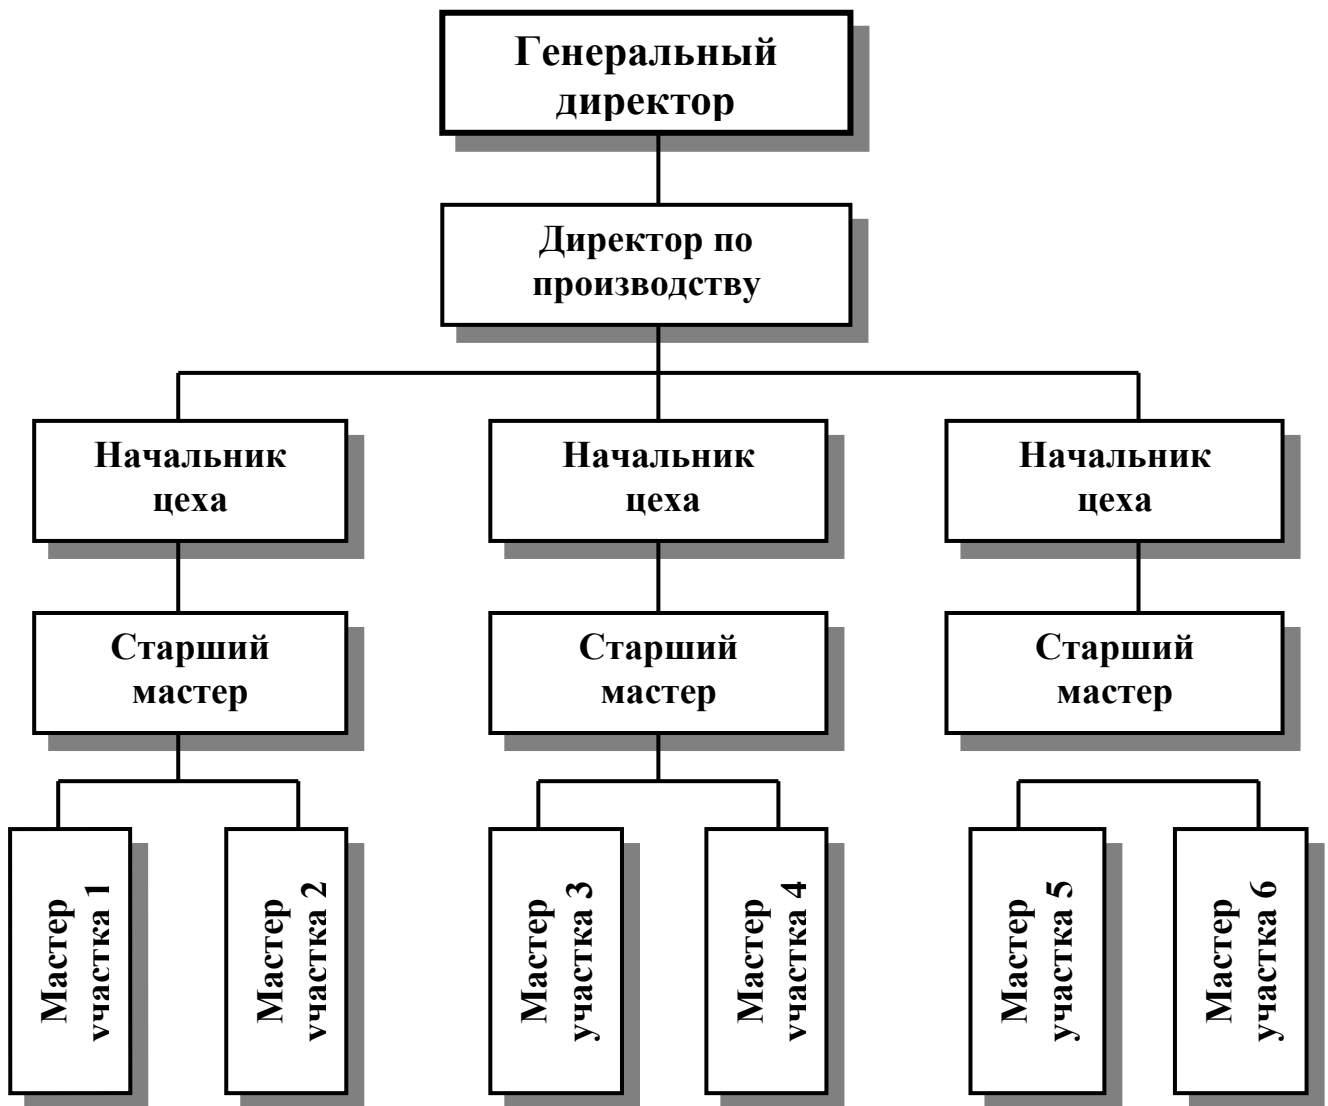 Генеральный
директор
Директор по
производству
Начальник
цеха
Начальник
цеха
Начальник
цеха
Старший
мастер
Старший
мастер
Старший
мастер
Мастер
участка 1
Мастер
участка 2
Мастер
участка 3
Мастер
участка 4
Мастер
участка 5
Мастер
участка 6